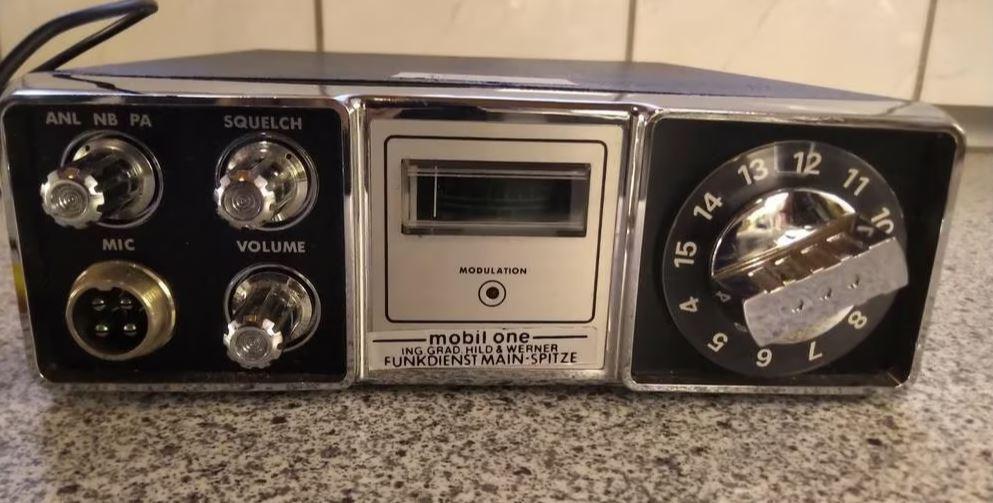 ANL NB PA
SQUELCH
MIC
VOLUME
MODULATION
mobil one
ING GRAD. HILD & WERNER
FUNKDIENST MAIN-SPITZE
12
11
10
8
7
6
5
4
15
14
13